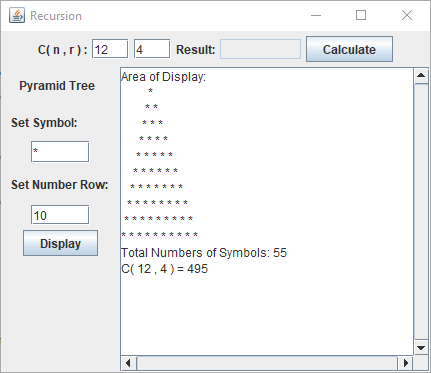 Recursion
C( n , r ) : 12 4 Result: Calculate
Pyramid Tree
Set Symbol:
*
Set Number Row:
10
Display
Area of Display:
*
* *
* * *
* * * *
* * * * *
* * * * * *
* * * * * * *
* * * * * * * *
* * * * * * * * *
* * * * * * * * * *
Total Numbers of Symbols: 55
C( 12 , 4 ) = 495